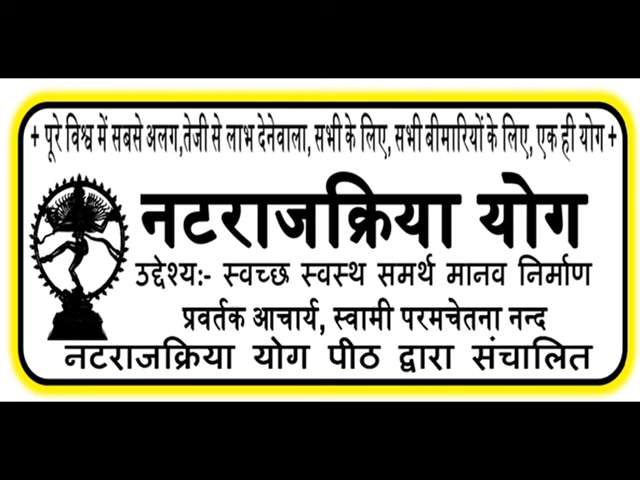 + पूरे विश्व में सबसे अलग,तेजी से लाभ देनेवाला, सभी के लिए, सभी बीमारियों के लिए, एक ही योग +
नटराजक्रिया योग
उद्देश्य:- स्वच्छ स्वस्थ समर्थ मानव निर्माण
प्रवर्तक आचार्य, स्वामी परमचेतना नन्द
नटराजक्रिया योग पीठ द्वारा संचालित